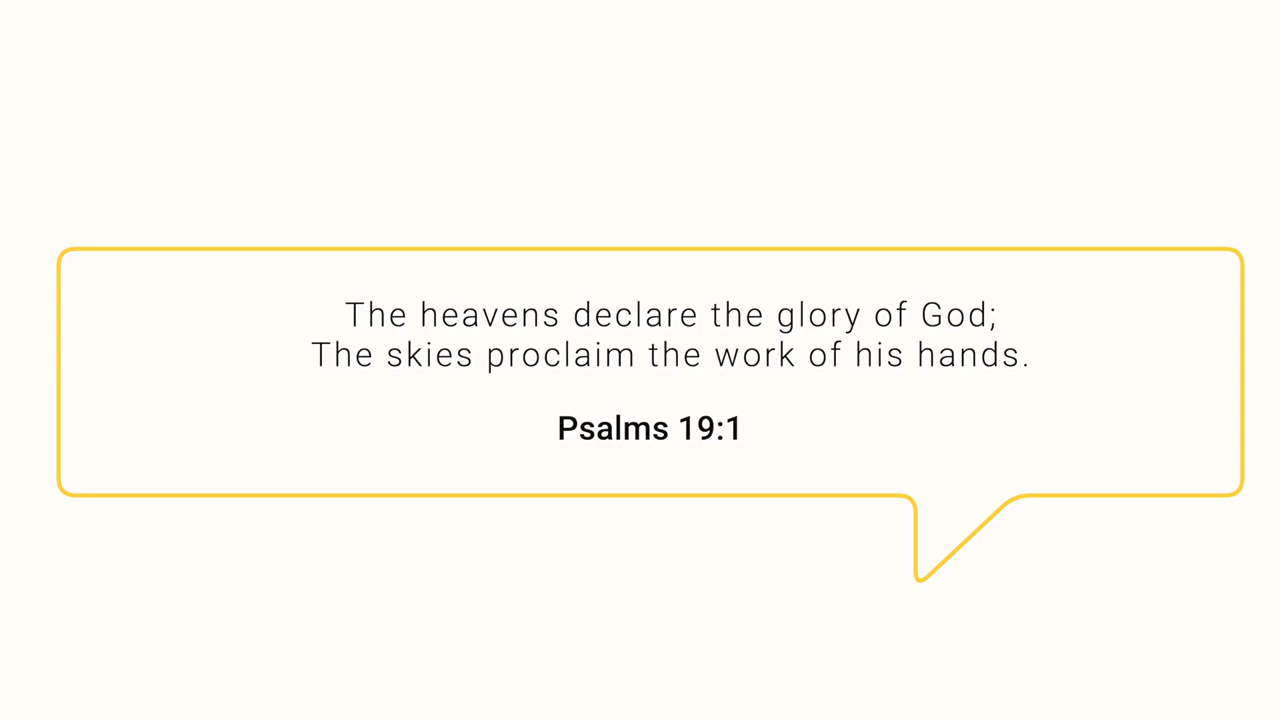 The heavens declare the glory of God;
The skies proclaim the work of his hands.
Psalms 19:1